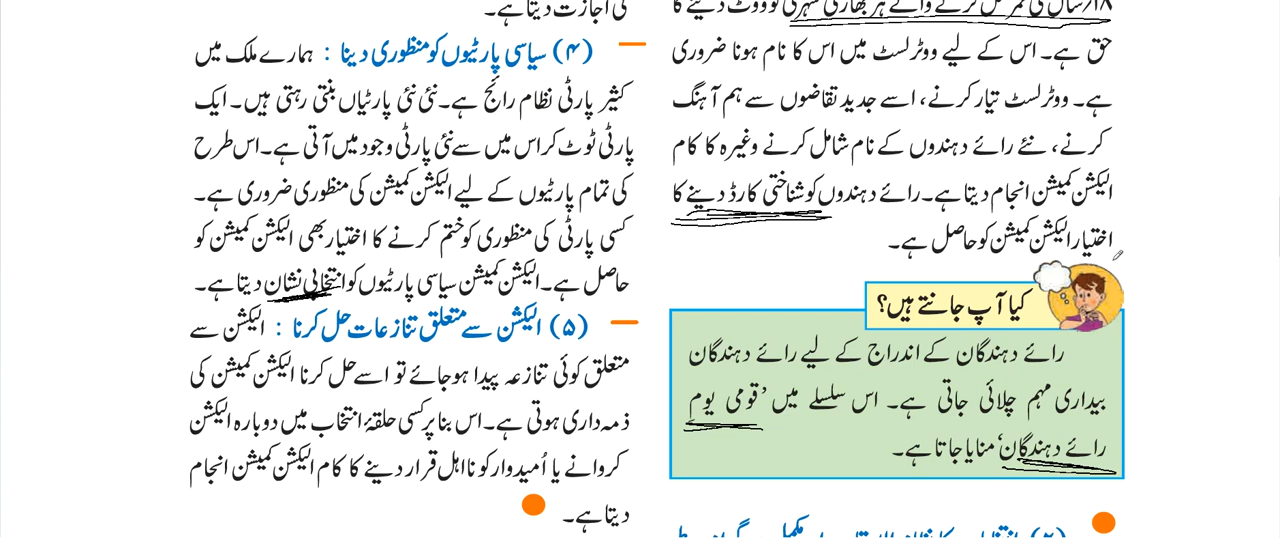 ۱۸؍سال کی عمر مکمل کرنے والے ہر بھارتی شہری کو ووٹ دینے کا
حق ہے۔ اس کے لیے ووٹرلسٹ میں اس کا نام ہونا ضروری
ہے۔ ووٹرلسٹ تیار کرنے، اسے جدید تقاضوں سے ہم آہنگ
کرنے، نئے رائے دہندوں کے نام شامل کرنے وغیرہ کا کام
الیکشن کمیشن انجام دیتا ہے۔ رائے دہندوں کو شناختی کارڈ دینے کا
اختیار الیکشن کمیشن کو حاصل ہے۔
کیا آپ جانتے ہیں؟
رائے دہندگان کے اندراج کے لیے رائے دہندگان
بیداری مہم چلائی جاتی ہے۔ اس سلسلے میں ’قومی یوم
رائے دہندگان‘ منایا جاتا ہے۔
کی اجازت دیتا ہے۔
(۴) سیاسی پارٹیوں کو منظوری دینا : ہمارے ملک میں
کثیر پارٹی نظام رائج ہے۔ نئی نئی پارٹیاں بنتی رہتی ہیں۔ ایک
پارٹی ٹوٹ کر اس میں سے نئی پارٹی وجود میں آتی ہے۔ اس طرح
کی تمام پارٹیوں کے لیے الیکشن کمیشن کی منظوری ضروری ہے۔
کسی پارٹی کی منظوری کو ختم کرنے کا اختیار بھی الیکشن کمیشن کو
حاصل ہے۔ الیکشن کمیشن سیاسی پارٹیوں کو انتخابی نشان دیتا ہے۔
(۵) الیکشن سے متعلق تنازعات حل کرنا : الیکشن سے
متعلق کوئی تنازعہ پیدا ہوجائے تو اسے حل کرنا الیکشن کمیشن کی
ذمہ داری ہوتی ہے۔ اس بنا پر کسی حلقۂ انتخاب میں دوبارہ الیکشن
کروانے یا اُمیدوار کو نااہل قرار دینے کا کام الیکشن کمیشن انجام
دیتا ہے۔